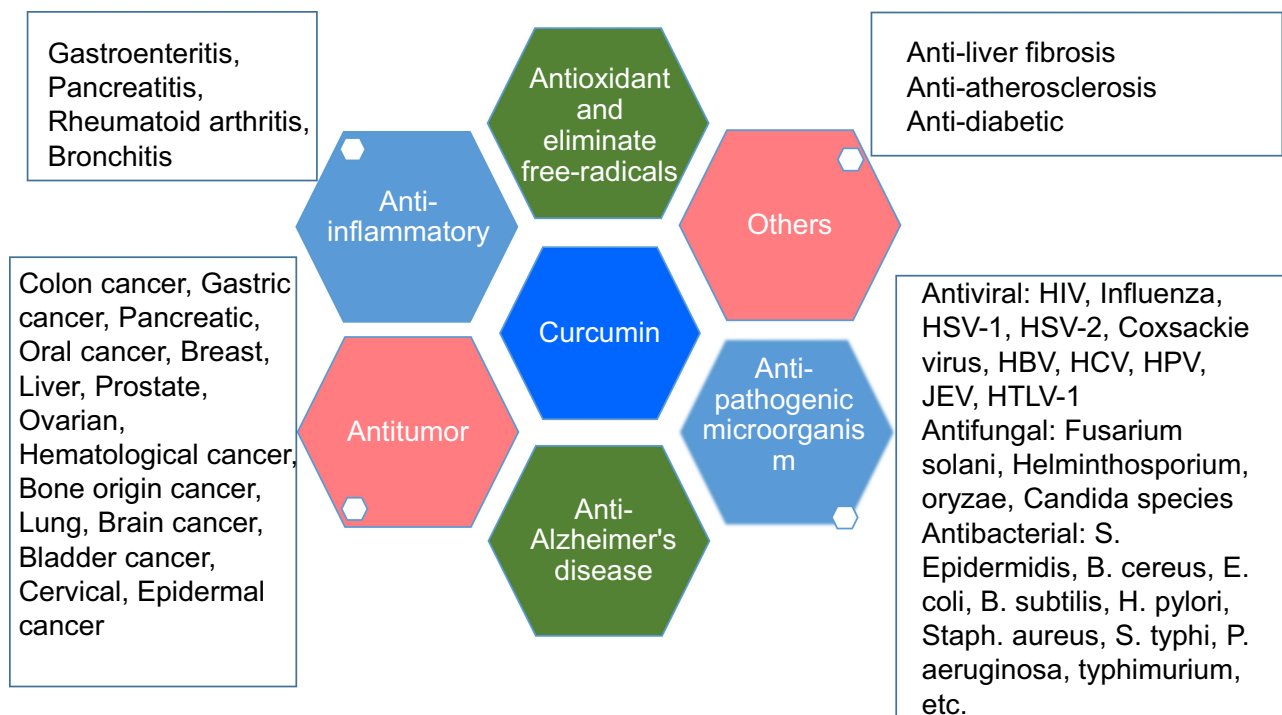 Gastroenteritis,
Pancreatitis,
Rheumatoid arthritis,
Bronchitis
Antioxidant
and
eliminate
free-radicals
Anti-liver fibrosis
Anti-atherosclerosis
Anti-diabetic
Anti-
inflammatory
Others
Colon cancer, Gastric
cancer, Pancreatic,
Oral cancer, Breast,
Liver, Prostate,
Ovarian,
Hematological cancer,
Bone origin cancer,
Lung, Brain cancer,
Bladder cancer,
Cervical, Epidermal
cancer
Curcumin
Antitumor
Anti-
pathogenic
microorganis
m
Anti-
Alzheimer's
disease
Antiviral: HIV, Influenza,
HSV-1, HSV-2, Coxsackie
virus, HBV, HCV, HPV,
JEV, HTLV-1
Antifungal: Fusarium
solani, Helminthosporium,
oryzae, Candida species
Antibacterial: S.
Epidermidis, B. cereus, E.
coli, B. subtilis, H. pylori,
Staph. aureus, S. typhi, P.
aeruginosa, typhimurium,
etc.